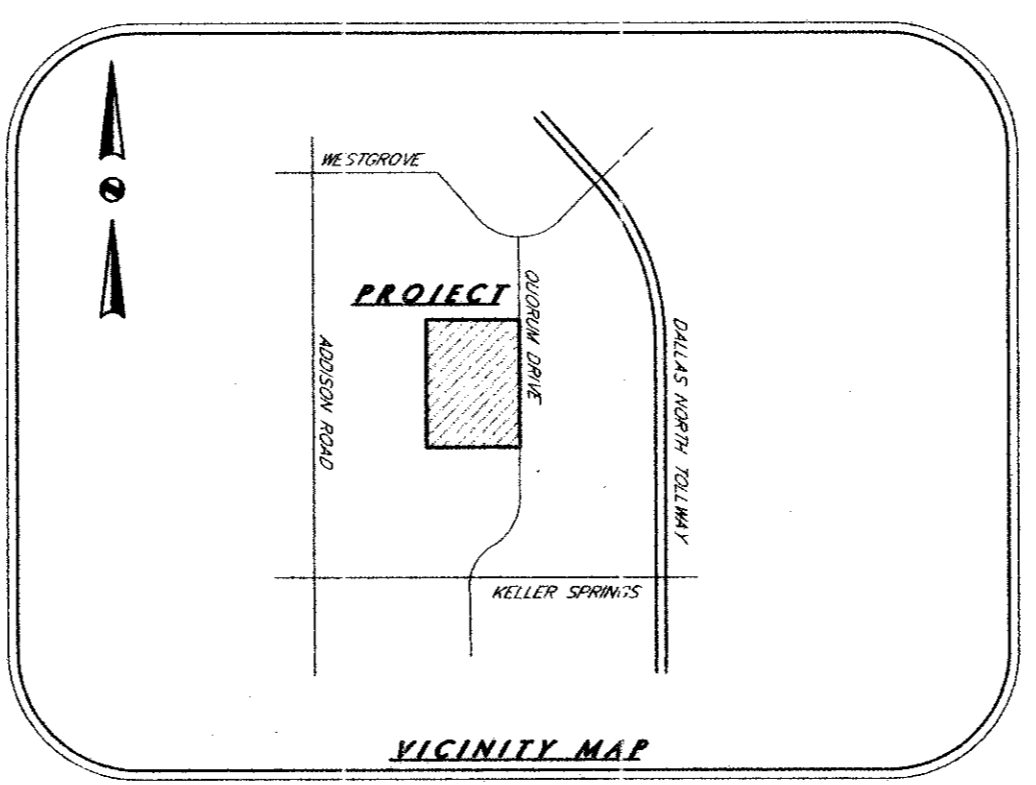 WESTGROVE
PROJECT
QUORUM DRIVE
ADDISON ROAD
DALLAS NORTH TOLLWAY
KELLER SPRINGS
VICINITY MAP